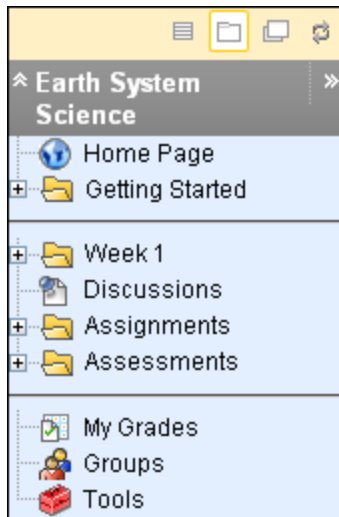 Earth System
Science
Home Page
Getting Started
Week 1
Discussions
Assignments
Assessments
My Grades
Groups
Tools